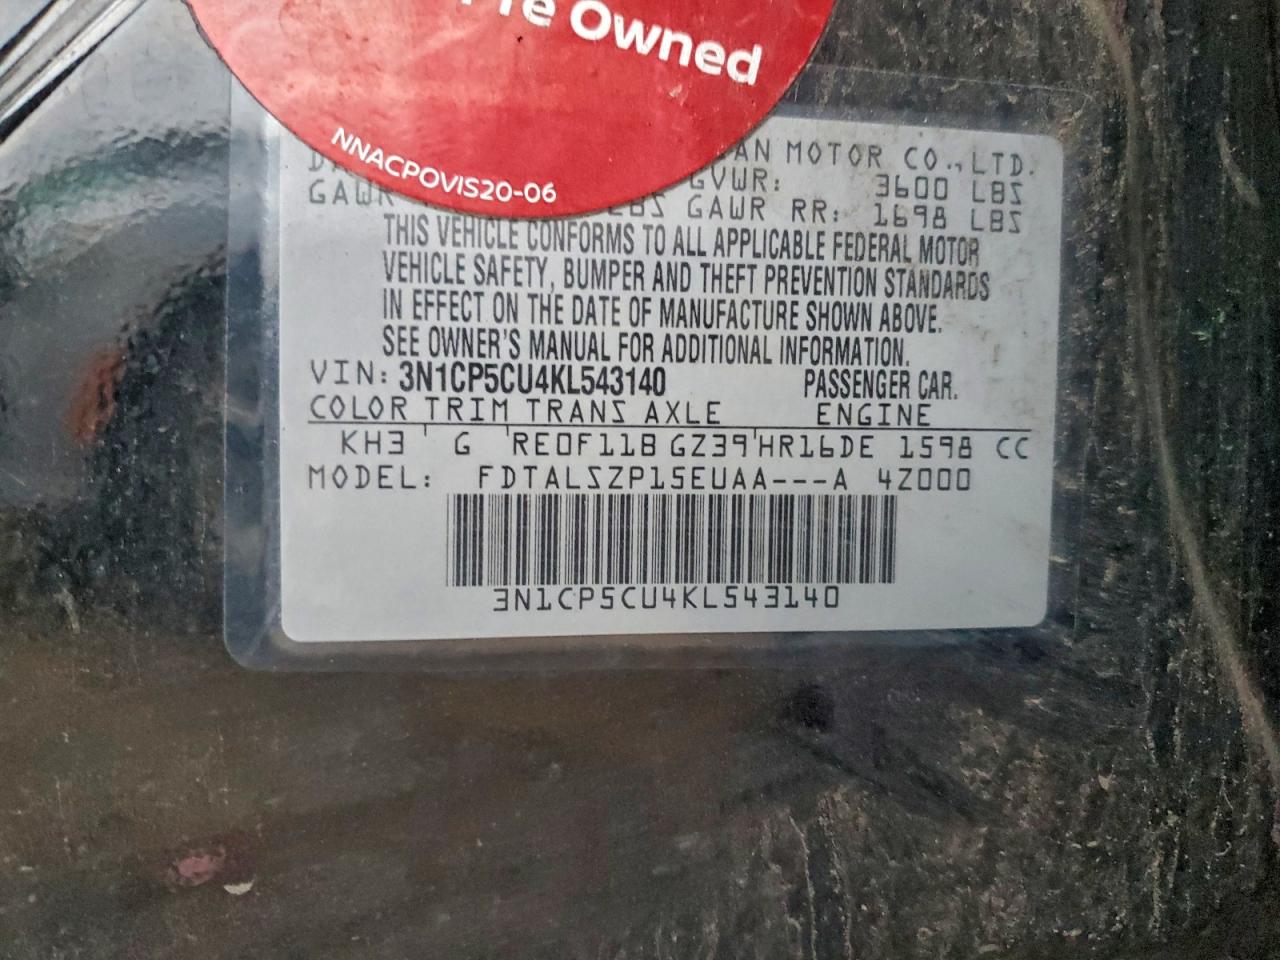 Owned
NNACPOVIS20-06
MOTOR CO.,LTD.
GVWR: 3600 LBS
GAWR LBS GAWR RR: 1698 LBS
THIS VEHICLE CONFORMS TO ALL APPLICABLE FEDERAL MOTOR
VEHICLE SAFETY, BUMPER AND THEFT PREVENTION STANDARDS
IN EFFECT ON THE DATE OF MANUFACTURE SHOWN ABOVE.
SEE OWNER'S MANUAL FOR ADDITIONAL INFORMATION.
VIN: 3N1CP5CU4KL543140 PASSENGER CAR.
COLOR TRIM TRANS AXLE ENGINE
KH3 G RE0F11B GZ39 HR16DE 1598 CC
MODEL: FDTALSZP15EUAA---A 4Z000
3N1CP5CU4KL543140